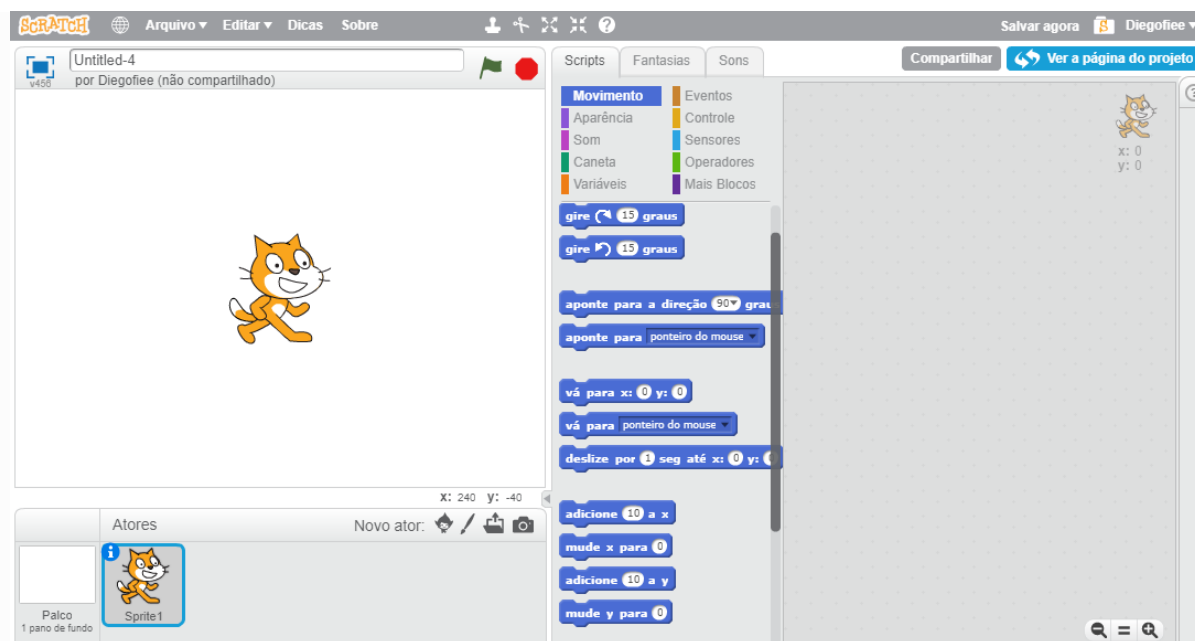 SCRATCH Arquivo Editar Dicas Sobre Salvar agora S Diegofiee
Untitled-4
v456 por Diegofiee (não compartilhado)
Scripts Fantasias Sons Compartilhar Ver a página do projeto
Movimento Eventos
Aparência Controle
Som Sensores
Caneta Operadores
Variáveis Mais Blocos
x: 0
y: 0
gire 15 graus
gire 15 graus
aponte para a direção 90 grau
aponte para ponteiro do mouse
vá para x: 0 y: 0
vá para ponteiro do mouse
deslize por 1 seg até x: 0 y:
adicione 10 a x
mude x para 0
adicione 10 a y
mude y para 0
X: 240 y: -40
Atores Novo ator:
Palco
1 pano de fundo
Sprite1